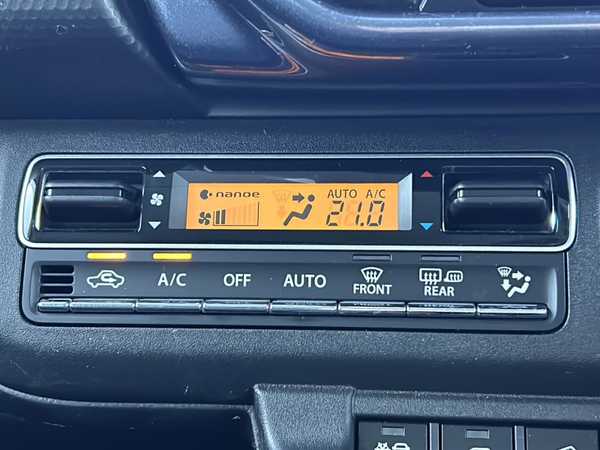 nanoe
AUTO A/C
21.0
A/C OFF AUTO FRONT REAR